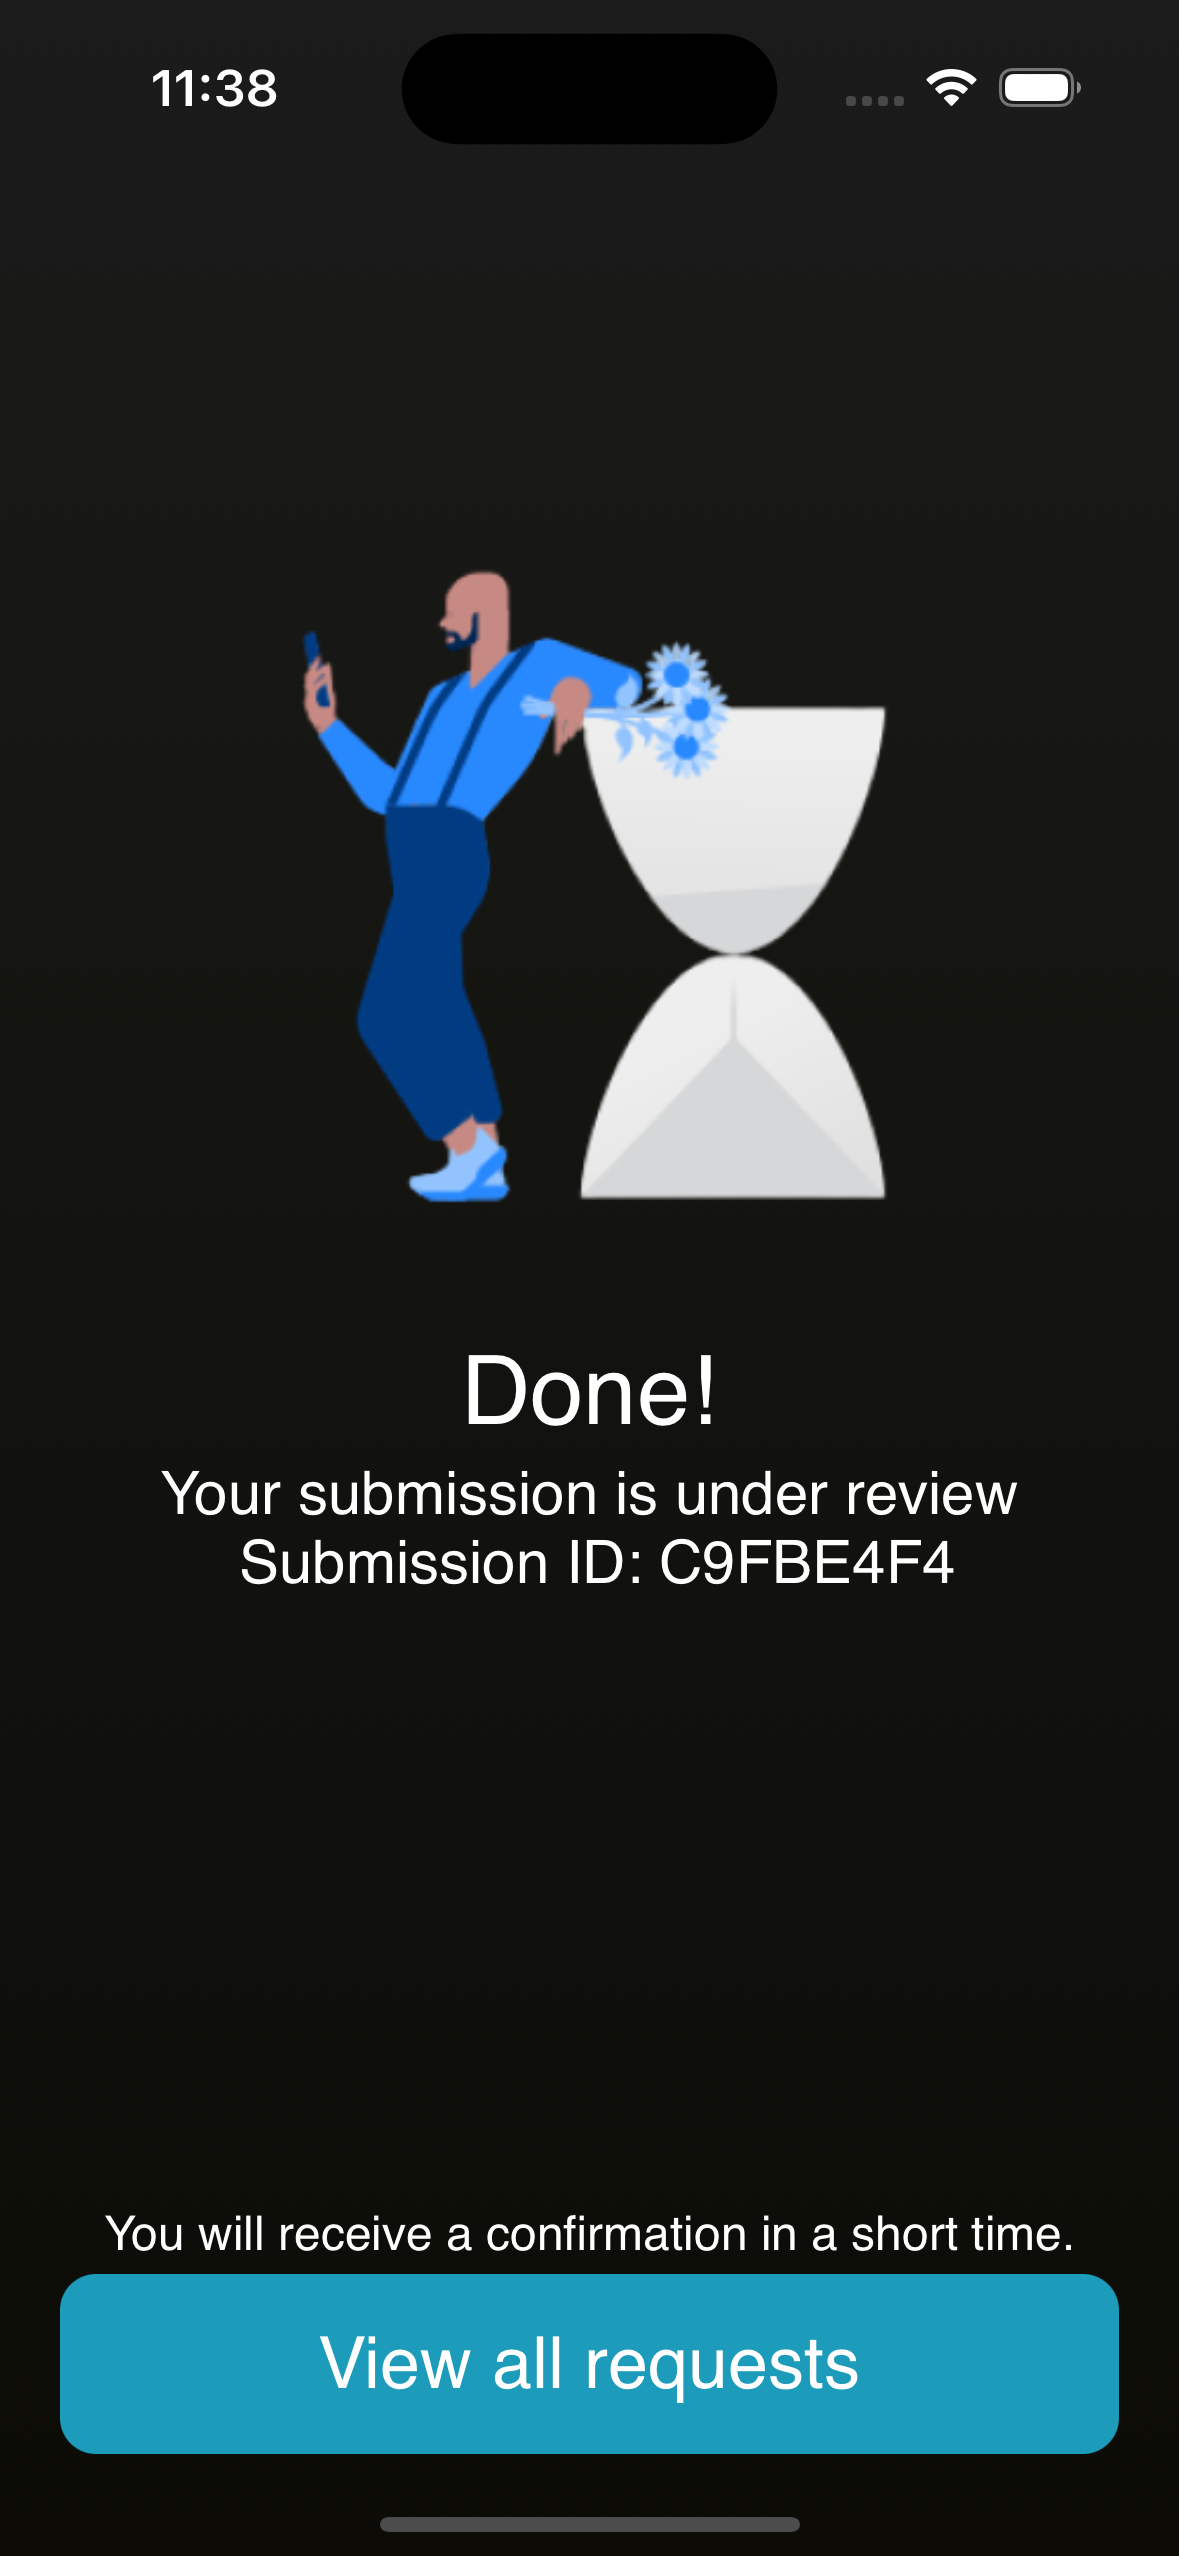 11:38
Done!
Your submission is under review
Submission ID: C9FBE4F4
You will receive a confirmation in a short time.
View all requests